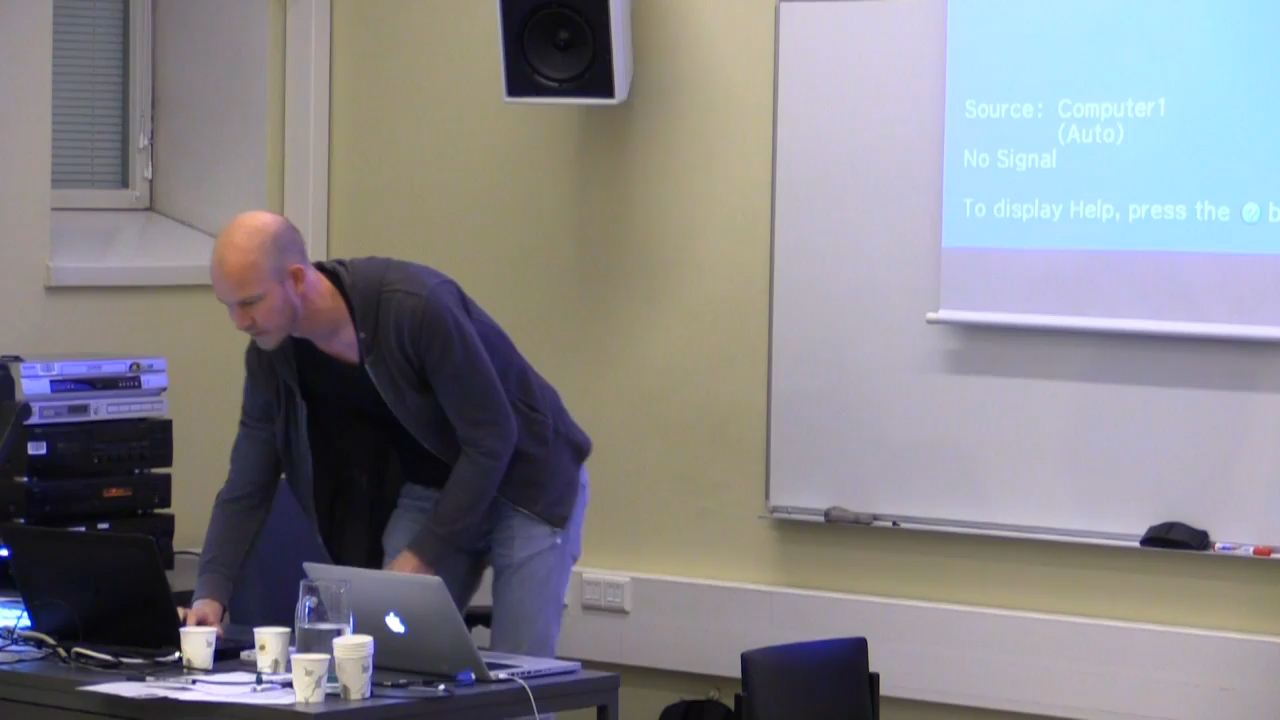 Source: Computer1
(Auto)
No Signal
To display Help, press the